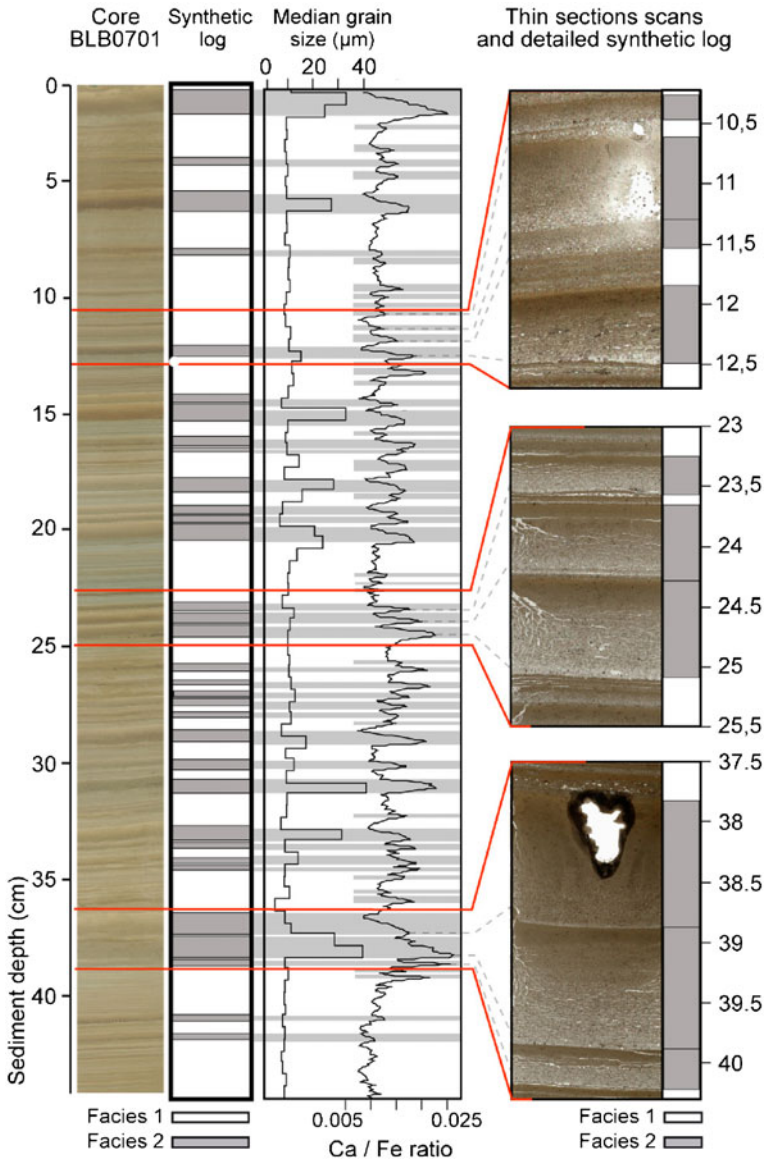 Core
BLB0701
Synthetic
log
Median grain
size (µm)
Thin sections scans
and detailed synthetic log
0 20 40
0
5
10
15
20
25
30
35
40
Sediment depth (cm)
10,5
11
11,5
12
12,5
23
23,5
24
24.5
25
25,5
37.5
38
38.5
39
39.5
40
Facies 1
Facies 2
0.005 0.025
Ca / Fe ratio
Facies 1
Facies 2